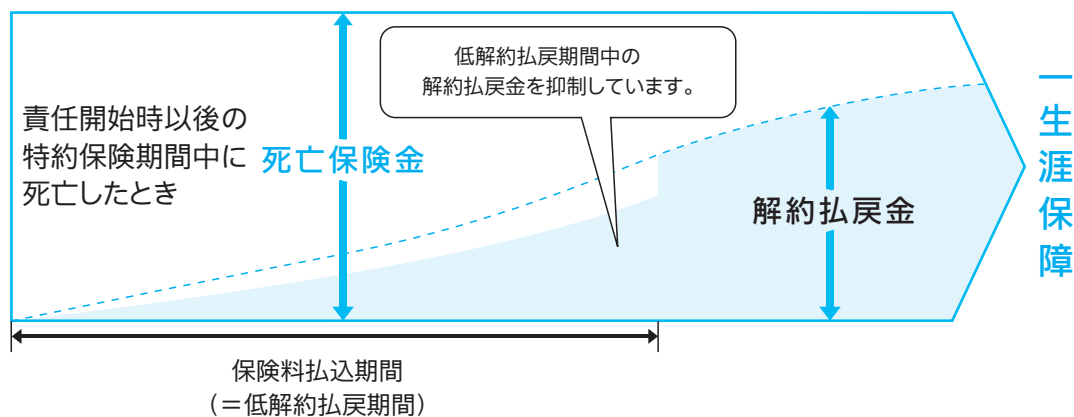 低解約払戻期間中の
解約払戻金を抑制しています。
責任開始時以後の
特約保険期間中に
死亡したとき
死亡保険金
解約払戻金
一生涯保障
保険料払込期間
（＝低解約払戻期間）